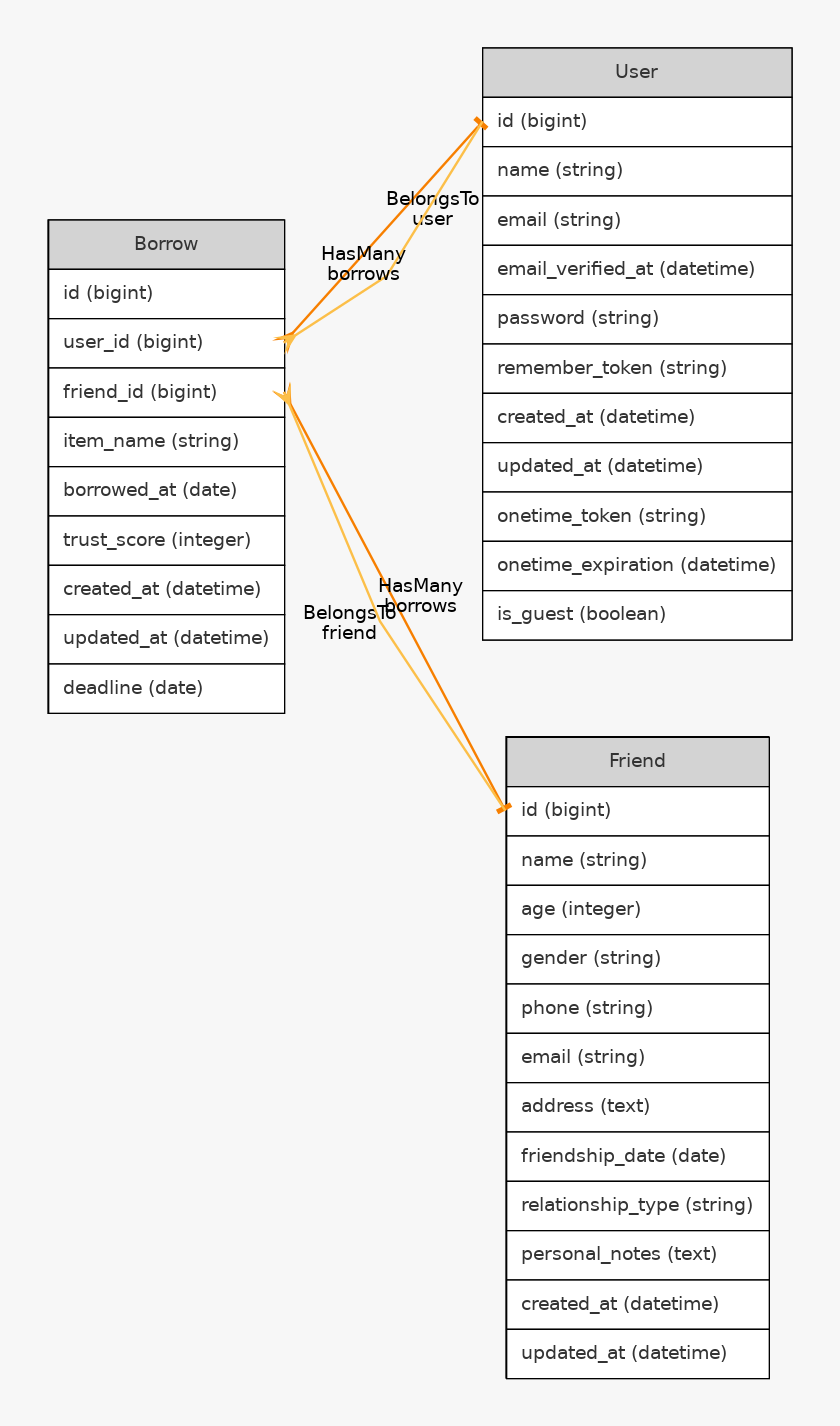 User
id (bigint)
name (string)
email (string)
email_verified_at (datetime)
password (string)
remember_token (string)
created_at (datetime)
updated_at (datetime)
onetime_token (string)
onetime_expiration (datetime)
is_guest (boolean)
BelongsTo
user
HasMany
borrows
Borrow
id (bigint)
user_id (bigint)
friend_id (bigint)
item_name (string)
borrowed_at (date)
trust_score (integer)
created_at (datetime)
updated_at (datetime)
deadline (date)
HasMany
borrows
BelongsTo
friend
Friend
id (bigint)
name (string)
age (integer)
gender (string)
phone (string)
email (string)
address (text)
friendship_date (date)
relationship_type (string)
personal_notes (text)
created_at (datetime)
updated_at (datetime)